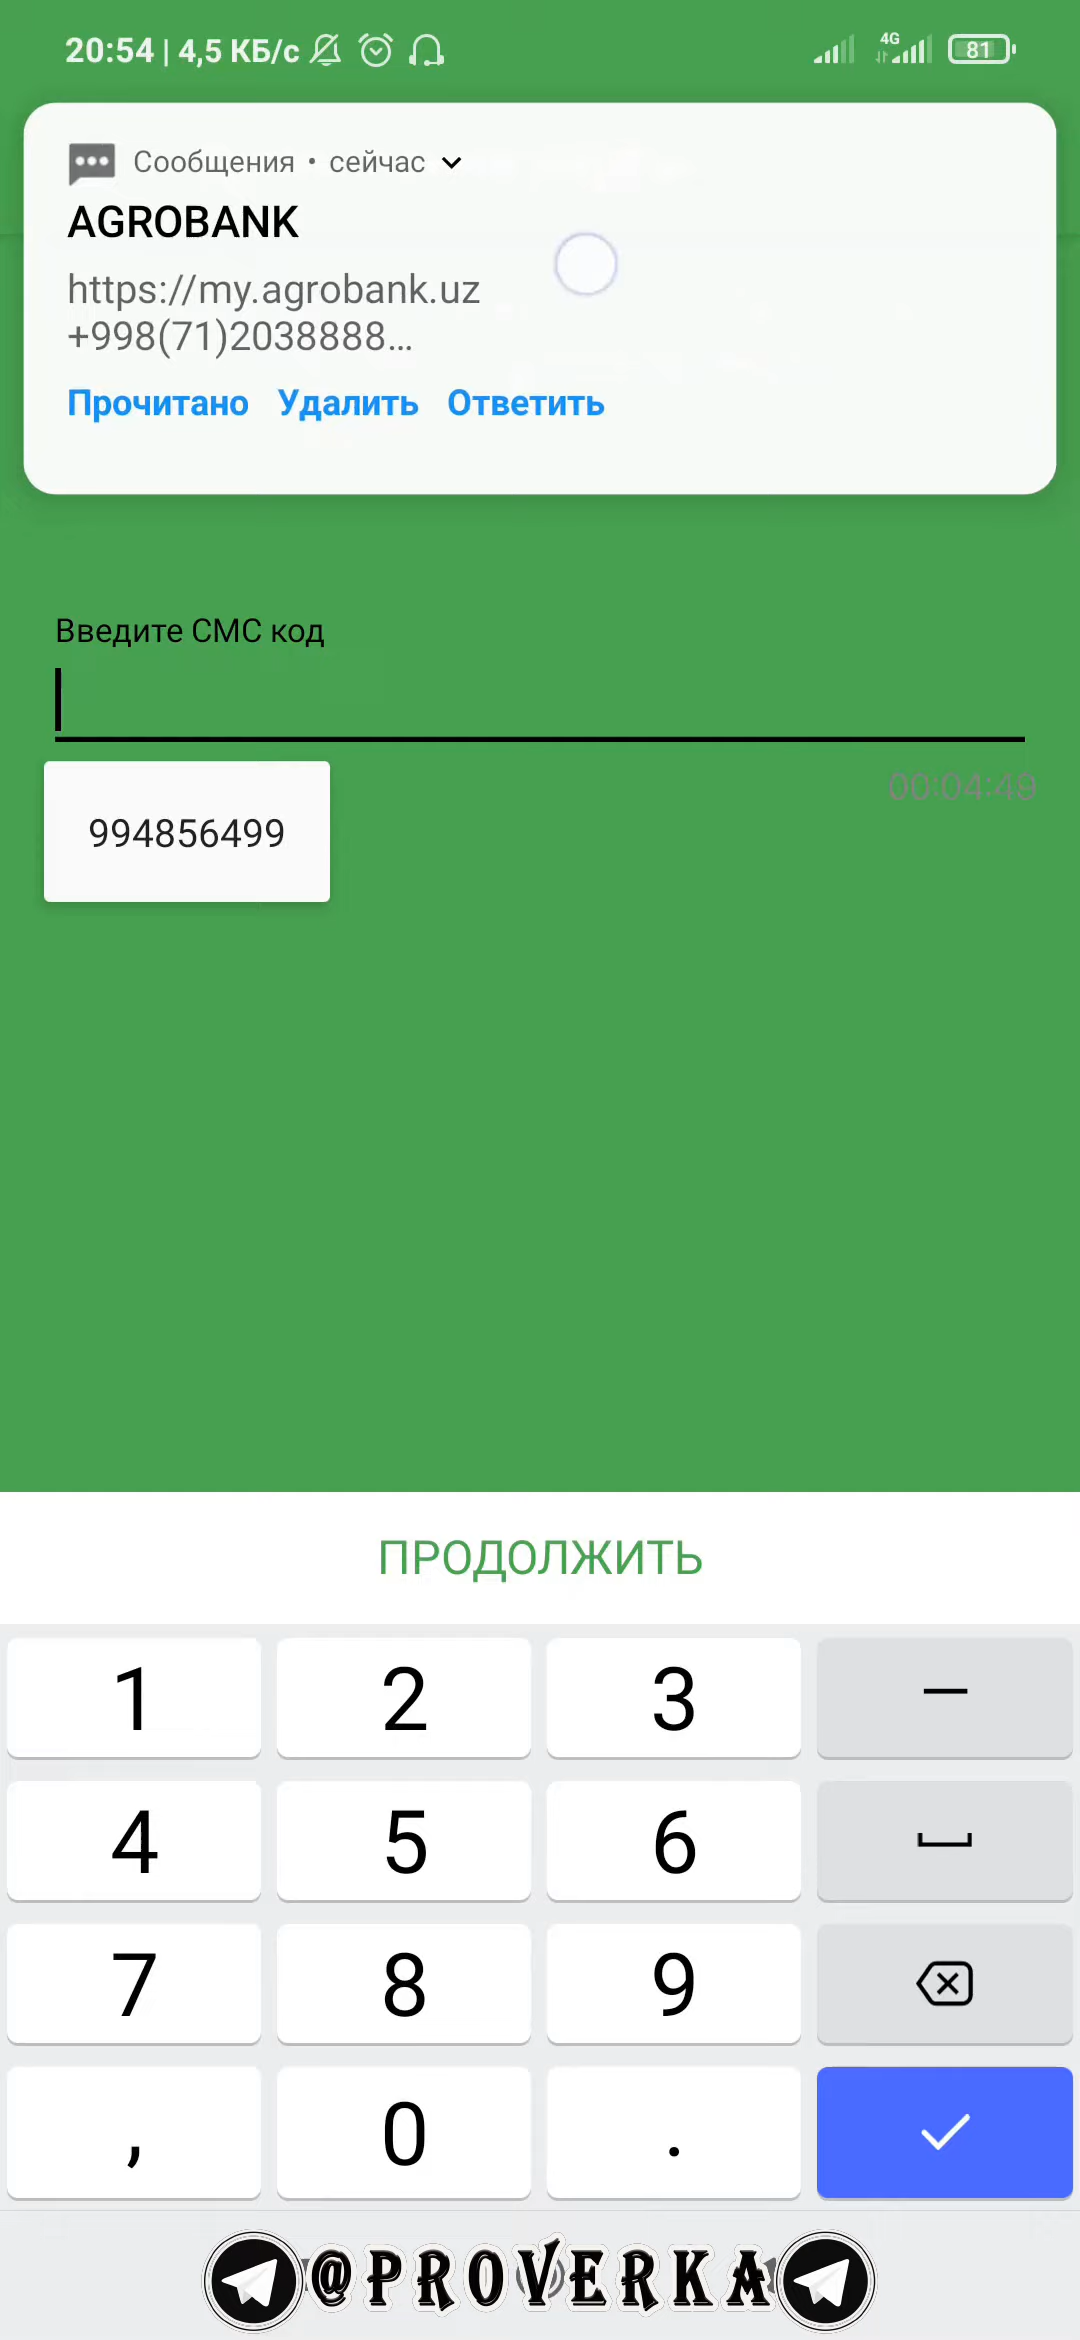 20:54 | 4,5 КБ/с
4G
81
Сообщения • сейчас
AGROBANK
https://my.agrobank.uz
+998(71)2038888...
Прочитано Удалить Ответить
Введите СМС код
00:04:49
994856499
ПРОДОЛЖИТЬ
1 2 3 –
4 5 6
7 8 9
, 0 .
@PROVERKA